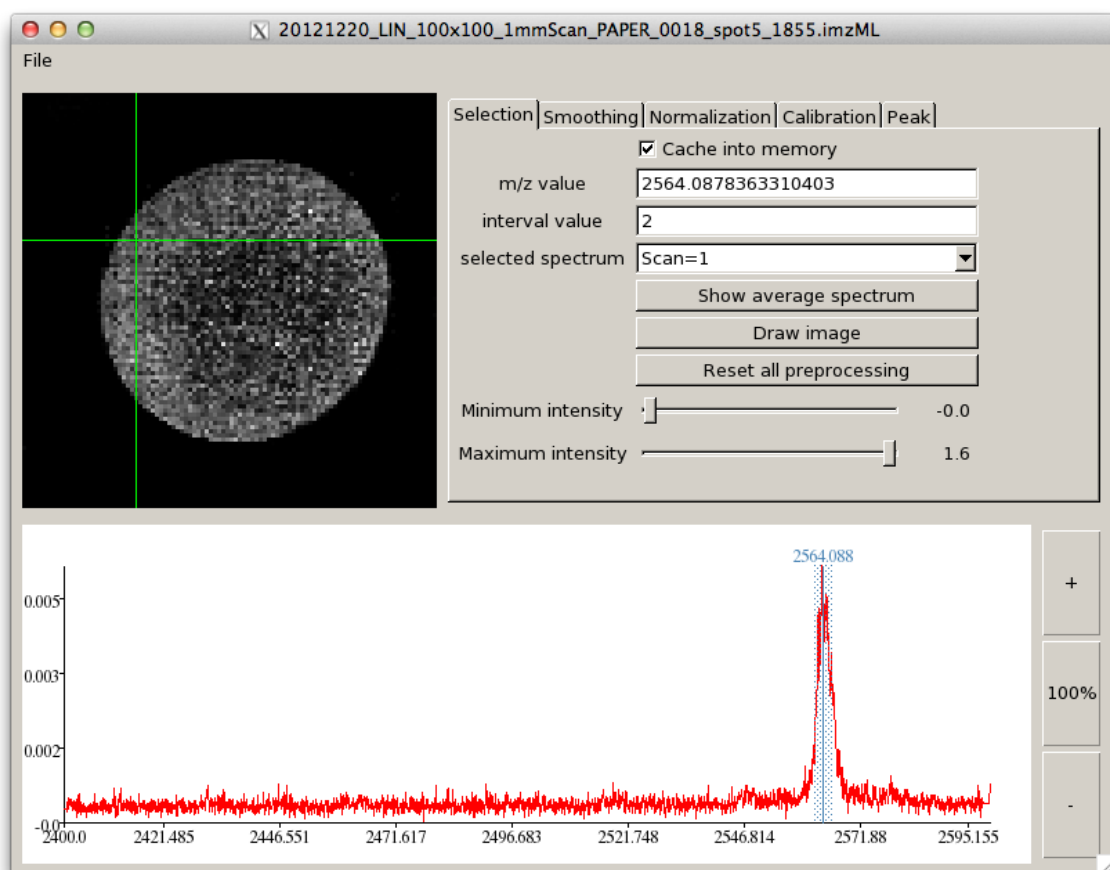 20121220_LIN_100x100_1mmScan_PAPER_0018_spot5_1855.imzML
File
Selection Smoothing Normalization Calibration Peak
Cache into memory
m/z value 2564.0878363310403
interval value 2
selected spectrum Scan=1
Show average spectrum
Draw image
Reset all preprocessing
Minimum intensity -0.0
Maximum intensity 1.6
2564.088
+
0.005
0.003
100%
0.002
-
-0.0
2400.0 2421.485 2446.551 2471.617 2496.683 2521.748 2546.814 2571.88 2595.155